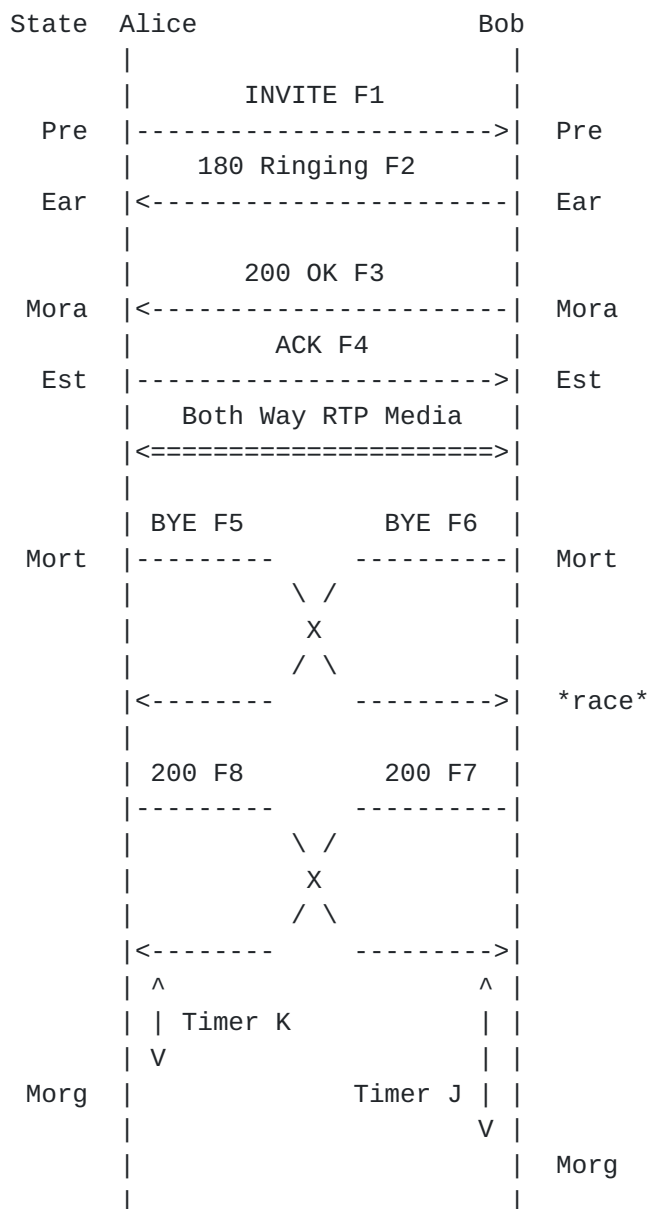 State  Alice                  Bob
INVITE F1
Pre  |----------------------->|  Pre
180 Ringing F2
Ear  |<-----------------------|  Ear
200 OK F3
Mora  |<-----------------------|  Mora
ACK F4
Est  |----------------------->|  Est
Both Way RTP Media
|<======================>|
BYE F5         BYE F6
Mort  |---------     ----------|  Mort
\ /
X
/ \
|<--------     --------->|  *race*
200 F8         200 F7
|---------     ----------|
\ /
X
/ \
|<--------     --------->|
^                    ^
| Timer K            |
V                    |
Morg                 Timer J |
V
Morg